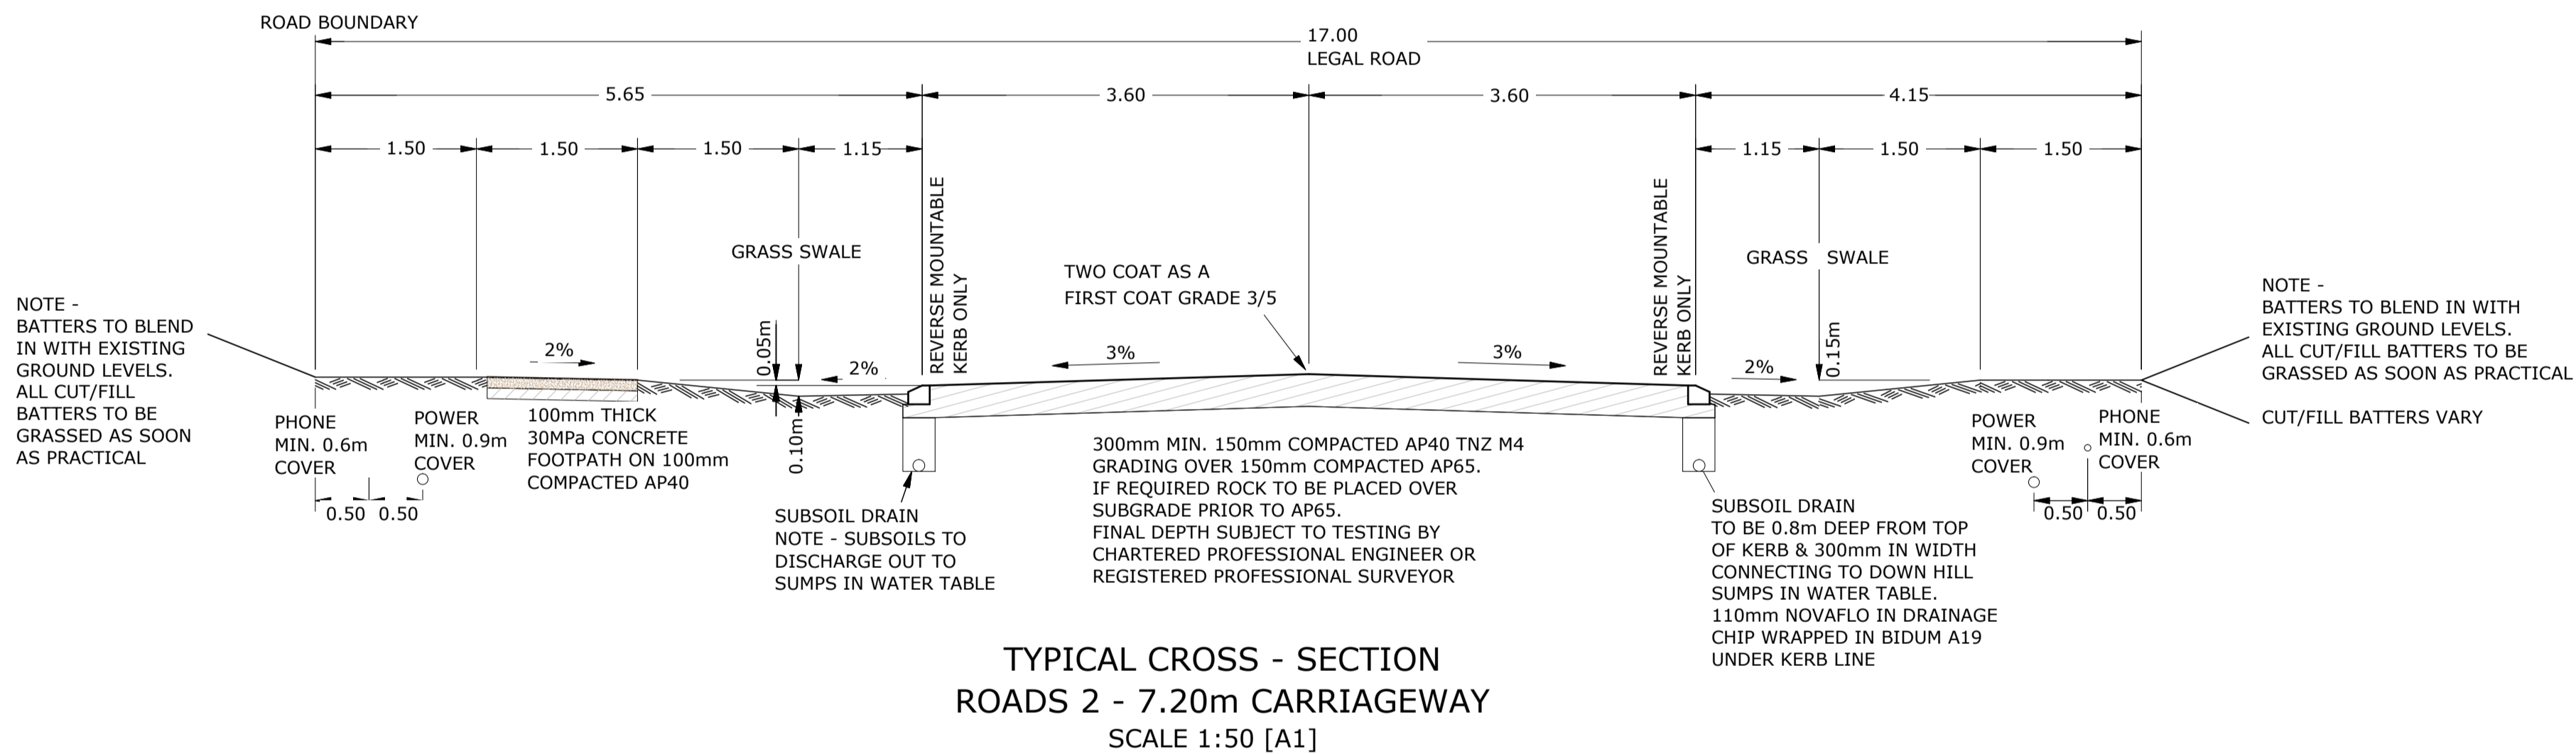 ROAD BOUNDARY
17.00
LEGAL ROAD
5.65
3.60
3.60
4.15
1.50
1.50
1.50
1.15
1.15
1.50
1.50
REVERSE MOUNTABLE
KERB ONLY
REVERSE MOUNTABLE
KERB ONLY
GRASS SWALE
GRASS SWALE
TWO COAT AS A
FIRST COAT GRADE 3/5
NOTE -
BATTERS TO BLEND
IN WITH EXISTING
GROUND LEVELS.
ALL CUT/FILL
BATTERS TO BE
GRASSED AS SOON
AS PRACTICAL
NOTE -
BATTERS TO BLEND IN WITH
EXISTING GROUND LEVELS.
ALL CUT/FILL BATTERS TO BE
GRASSED AS SOON AS PRACTICAL
CUT/FILL BATTERS VARY
2%
0.05m
2%
3%
3%
2%
0.15m
0.10m
PHONE
MIN. 0.6m
COVER
POWER
MIN. 0.9m
COVER
0.50 0.50
100mm THICK
30MPa CONCRETE
FOOTPATH ON 100mm
COMPACTED AP40
SUBSOIL DRAIN
NOTE - SUBSOILS TO
DISCHARGE OUT TO
SUMPS IN WATER TABLE
300mm MIN. 150mm COMPACTED AP40 TNZ M4
GRADING OVER 150mm COMPACTED AP65.
IF REQUIRED ROCK TO BE PLACED OVER
SUBGRADE PRIOR TO AP65.
FINAL DEPTH SUBJECT TO TESTING BY
CHARTERED PROFESSIONAL ENGINEER OR
REGISTERED PROFESSIONAL SURVEYOR
SUBSOIL DRAIN
TO BE 0.8m DEEP FROM TOP
OF KERB & 300mm IN WIDTH
CONNECTING TO DOWN HILL
SUMPS IN WATER TABLE.
110mm NOVAFLO IN DRAINAGE
CHIP WRAPPED IN BIDUM A19
UNDER KERB LINE
POWER
MIN. 0.9m
COVER
PHONE
MIN. 0.6m
COVER
0.50 0.50
TYPICAL CROSS - SECTION
ROADS 2 - 7.20m CARRIAGEWAY
SCALE 1:50 [A1]